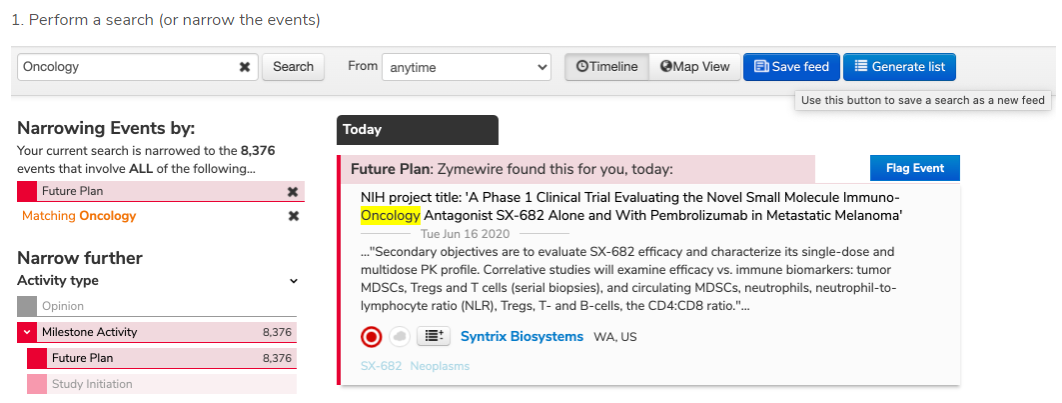 1. Perform a search (or narrow the events)
Oncology ✖ Search From anytime Timeline Map View Save feed Generate list
Use this button to save a search as a new feed
Narrowing Events by:
Your current search is narrowed to the 8,376
events that involve ALL of the following...
Future Plan ✖
Matching Oncology ✖
Narrow further
Activity type
Opinion
Milestone Activity 8,376
Future Plan 8,376
Study Initiation
Today
Future Plan: Zymewire found this for you, today:
Flag Event
NIH project title: 'A Phase 1 Clinical Trial Evaluating the Novel Small Molecule Immuno-
Oncology Antagonist SX-682 Alone and With Pembrolizumab in Metastatic Melanoma'
Tue Jun 16 2020
..."Secondary objectives are to evaluate SX-682 efficacy and characterize its single-dose and
multidose PK profile. Correlative studies will examine efficacy vs. immune biomarkers: tumor
MDSCs, Tregs and T cells (serial biopsies), and circulating MDSCs, neutrophils, neutrophil-to-
lymphocyte ratio (NLR), Tregs, T- and B-cells, the CD4:CD8 ratio."...
Syntrix Biosystems WA, US
SX-682 Neoplasms